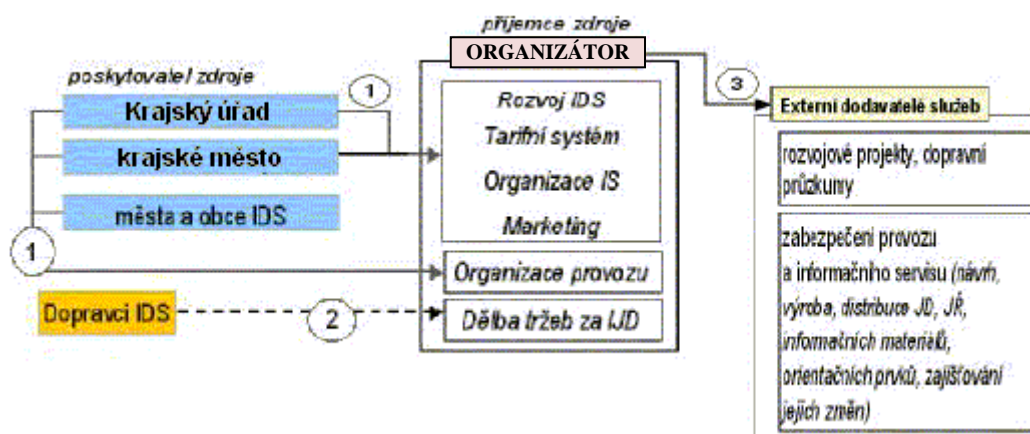 příjemce zdroje
ORGANIZÁTOR
poskytovatel zdroje
1
3
Krajský úřad
krajské město
města a obce IDS
1
Dopravci IDS
2
Rozvoj IDS
Tarifní systém
Organizace IS
Marketing
Organizace provozu
Dělba tržeb za IJD
Externí dodavatelé služeb
rozvojové projekty, dopravní
průzkumy
zabezpečení provozu
a informačního servisu (návrh,
výroba, distribuce JD, JŘ,
informačních materiálů,
orientačních prvků, zajišťování
jejich změn)